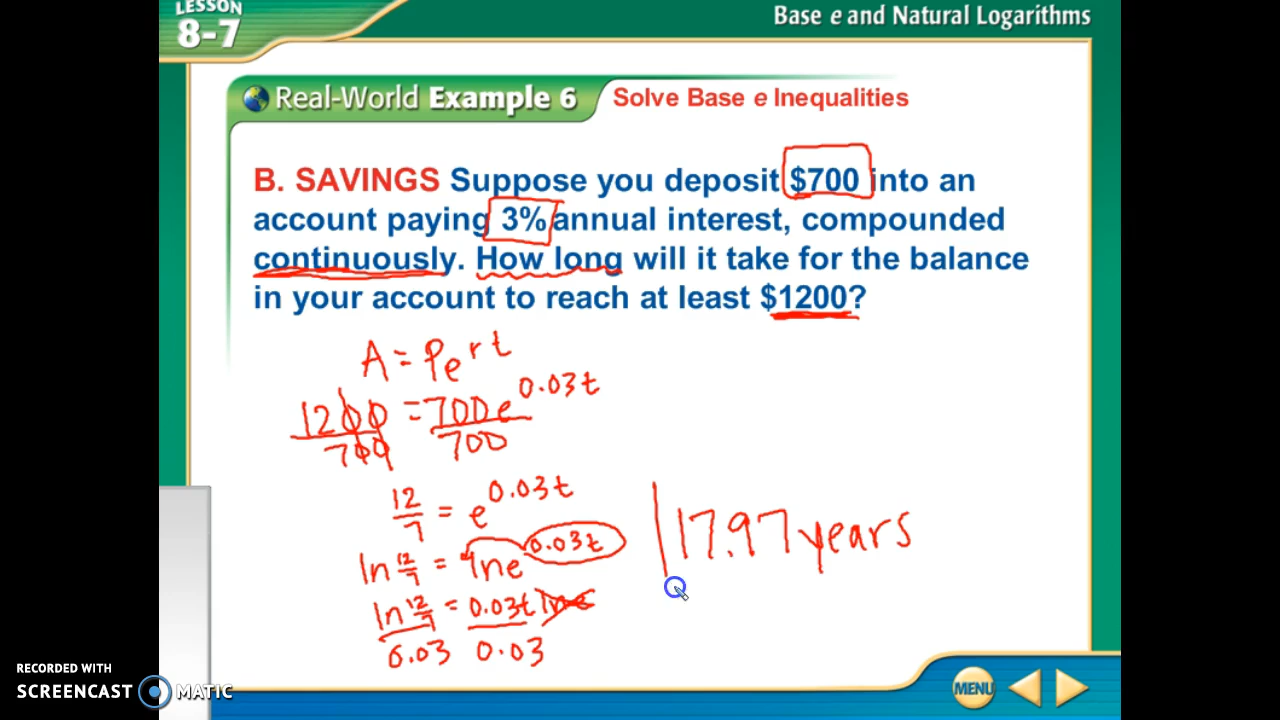 LESSON
8-7
Base e and Natural Logarithms
Real-World Example 6
Solve Base e Inequalities
B. SAVINGS Suppose you deposit $700 into an
account paying 3% annual interest, compounded
continuously. How long will it take for the balance
in your account to reach at least $1200?
A = Pe^rt
1200/700 = 700e^0.03t/700
12/7 = e^0.03t
ln 12/7 = ln e^0.03t
ln 12/7 / 0.03 = 0.03t ln e / 0.03
17.97 years
RECORDED WITH
SCREENCAST MATIC
MENU